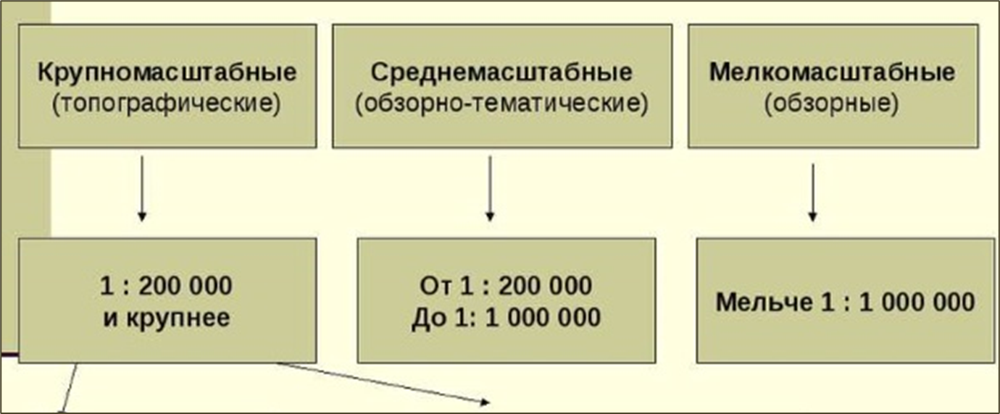 Крупномасштабные
(топографические)
Среднемасштабные
(обзорно-тематические)
Мелкомасштабные
(обзорные)
1 : 200 000
и крупнее
От 1 : 200 000
До 1: 1 000 000
Мельче 1 : 1 000 000